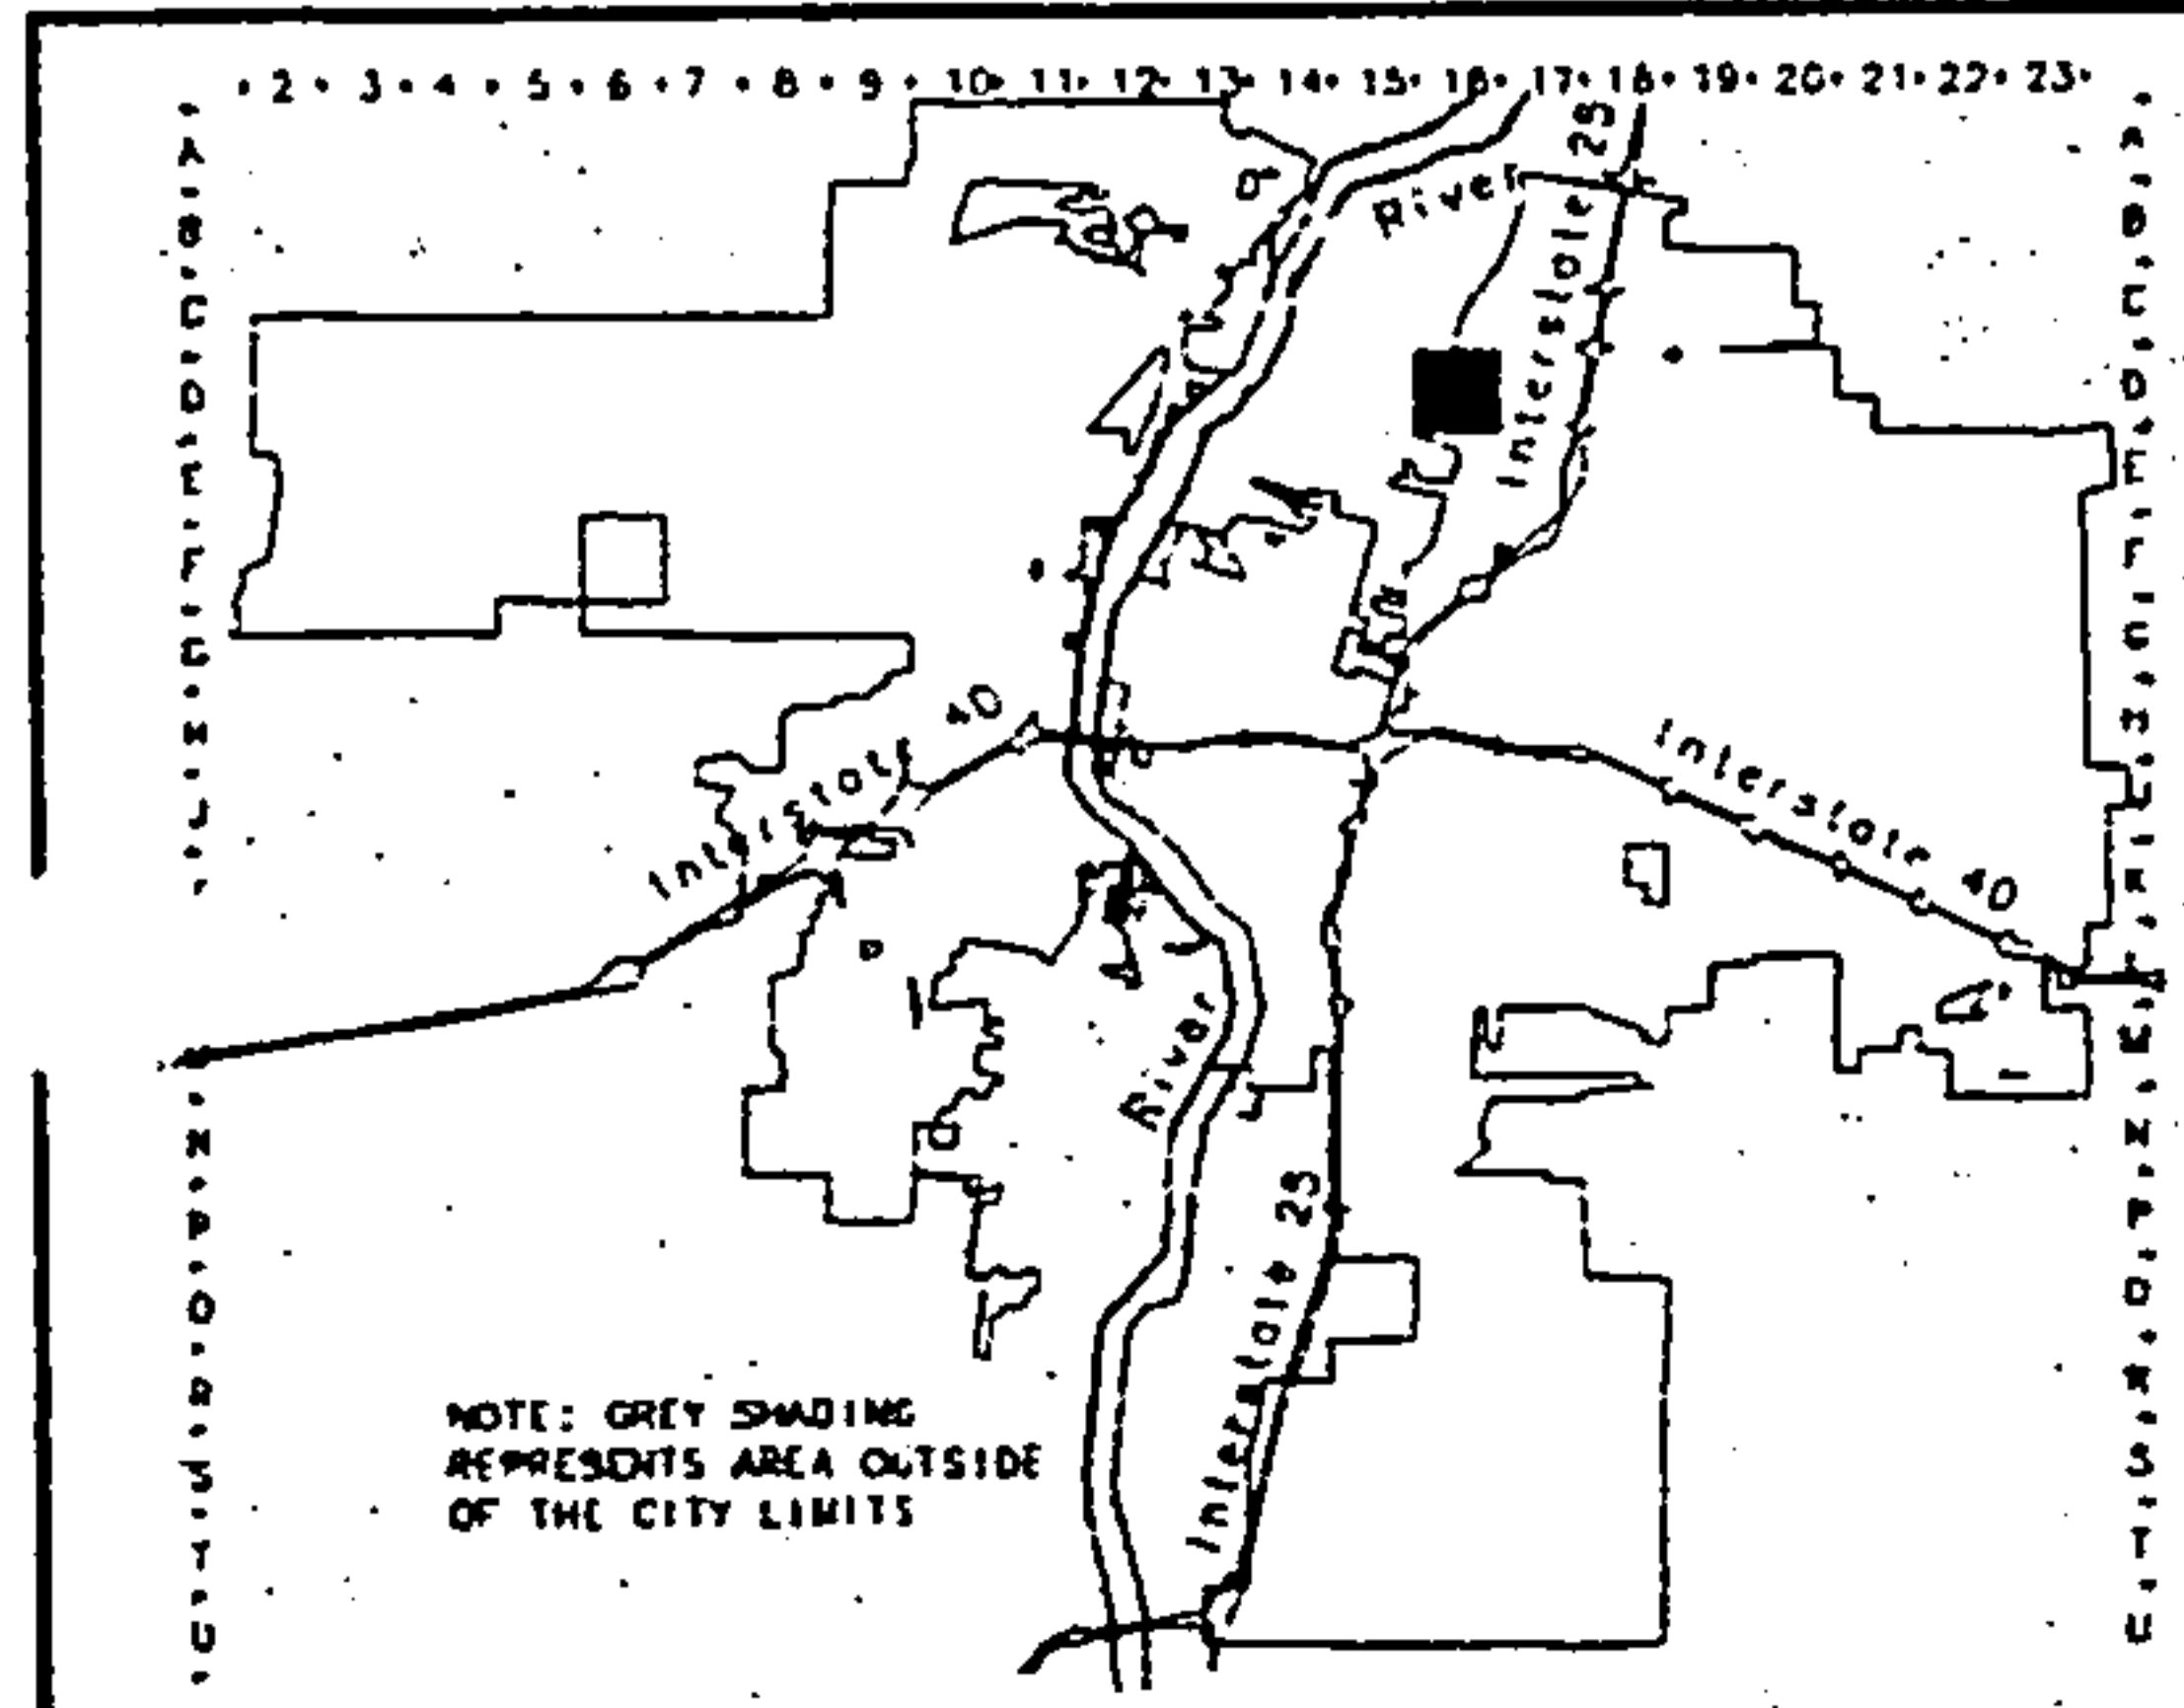 2 3 4 5 6 7 8 9 10 11 12 13 14 15 16 17 18 19 20 21 22 23
A A
B B
C C
D D
E E
F F
G G
H H
J J
K
L
M
N N
P P
O O
R R
S S
T T
U U
River
Interstate 25
Interstate 40
Interstate 40
River
Interstate 25
NOTE: GREY SHADING
REPRESENTS AREA OUTSIDE
OF THE CITY LIMITS